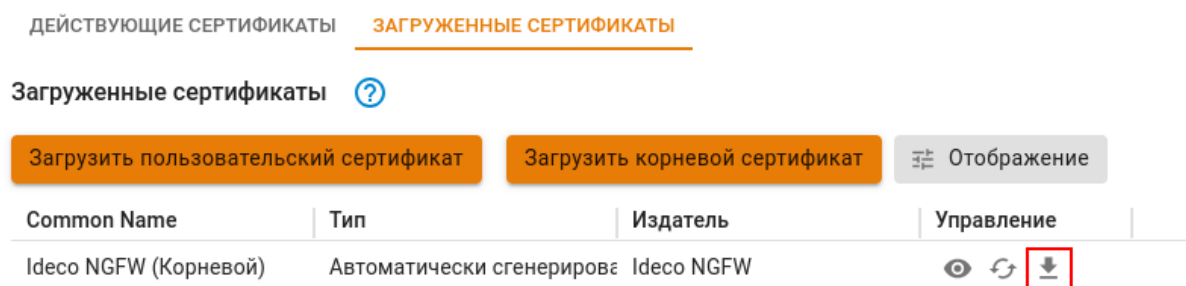 ДЕЙСТВУЮЩИЕ СЕРТИФИКАТЫ ЗАГРУЖЕННЫЕ СЕРТИФИКАТЫ
Загруженные сертификаты ?
Загрузить пользовательский сертификат Загрузить корневой сертификат Отображение
Common Name Тип Издатель Управление
Ideco NGFW (Корневой) Автоматически сгенерирова Ideco NGFW